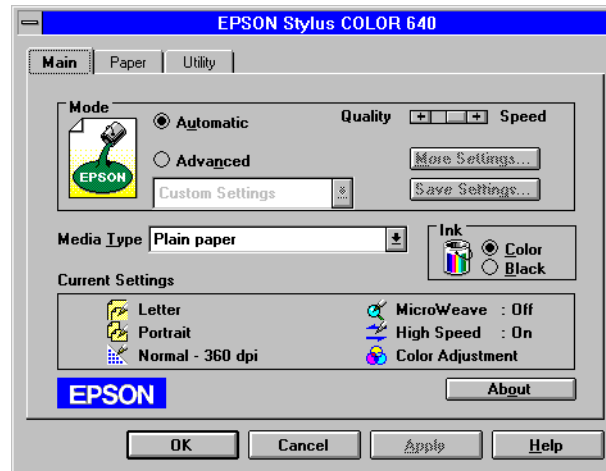 EPSON Stylus COLOR 640
Main Paper Utility
Mode
EPSON
Automatic
Quality + + Speed
Advanced
More Settings...
Custom Settings
Save Settings...
Media Type Plain paper
Ink
Color
Black
Current Settings
Letter MicroWeave : Off
Portrait High Speed : On
Normal - 360 dpi Color Adjustment
EPSON
About
OK Cancel Apply Help